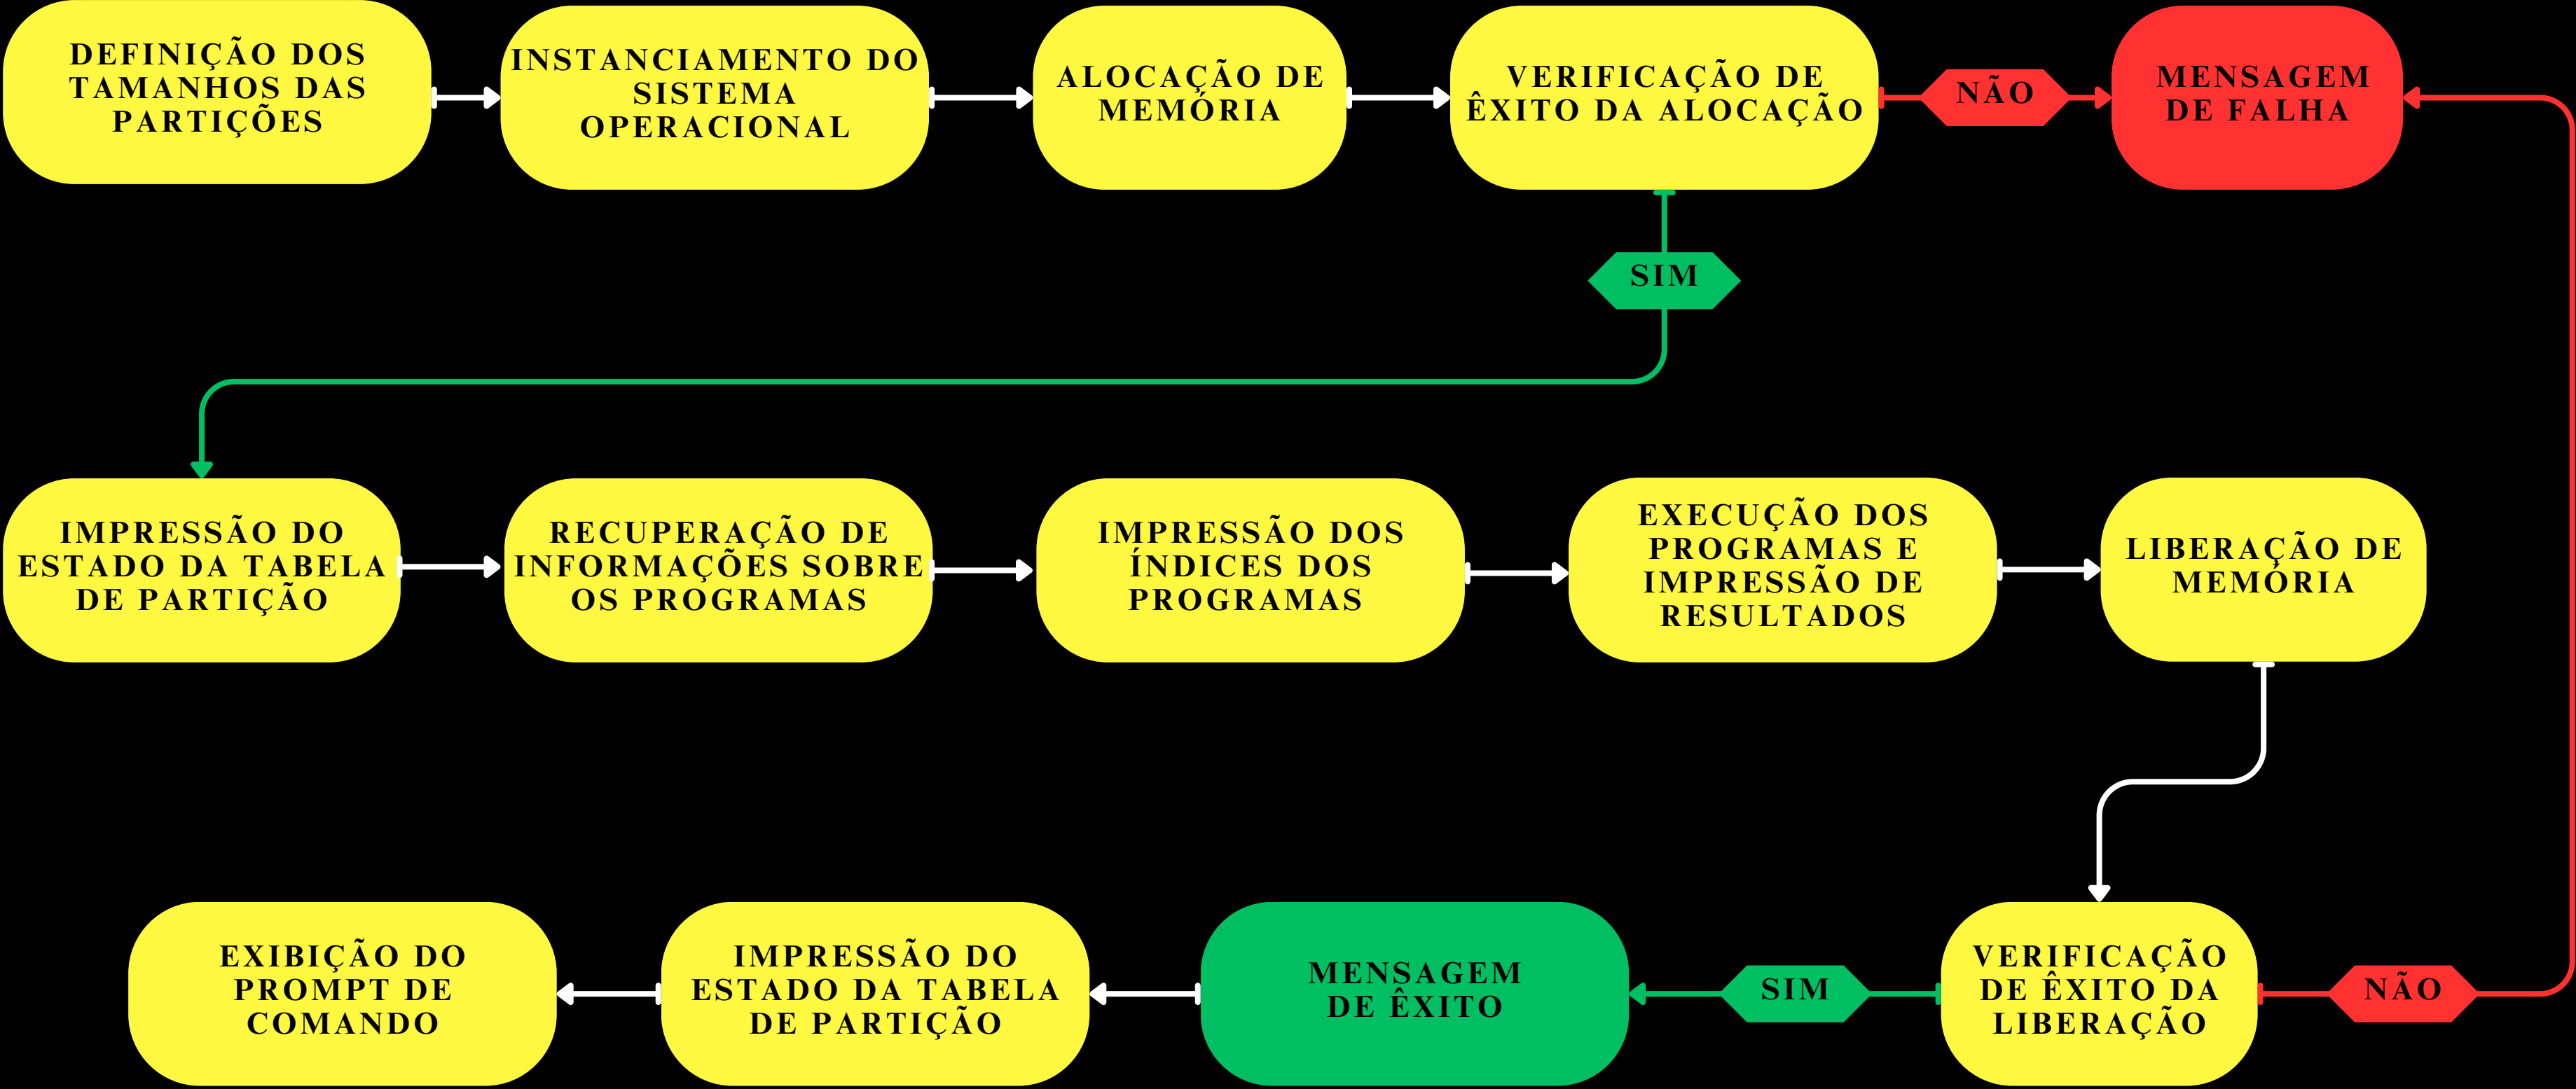 DEFINIÇÃO DOS
TAMANHOS DAS
PARTIÇÕES
INSTANCIAMENTO DO
SISTEMA
OPERACIONAL
ALOCAÇÃO DE
MEMÓRIA
VERIFICAÇÃO DE
ÊXITO DA ALOCAÇÃO
NÃO
MENSAGEM
DE FALHA
SIM
IMPRESSÃO DO
ESTADO DA TABELA
DE PARTIÇÃO
RECUPERAÇÃO DE
INFORMAÇÕES SOBRE
OS PROGRAMAS
IMPRESSÃO DOS
ÍNDICES DOS
PROGRAMAS
EXECUÇÃO DOS
PROGRAMAS E
IMPRESSÃO DE
RESULTADOS
LIBERAÇÃO DE
MEMÓRIA
VERIFICAÇÃO
DE ÊXITO DA
LIBERAÇÃO
NÃO
SIM
MENSAGEM
DE ÊXITO
IMPRESSÃO DO
ESTADO DA TABELA
DE PARTIÇÃO
EXIBIÇÃO DO
PROMPT DE
COMANDO